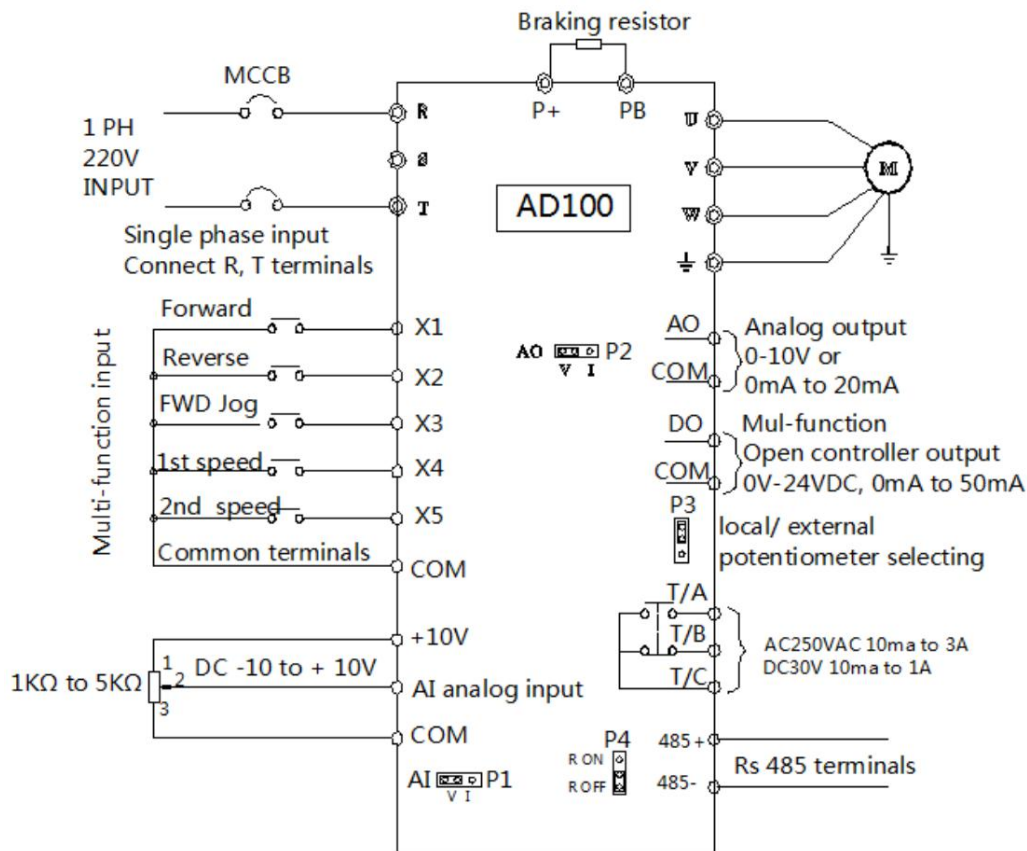 Braking resistor
MCCB
P+
PB
R
1 PH
220V
INPUT
S
T
Single phase input
Connect R, T terminals
AD100
U
V
W
M
Multi-function input
Forward
X1
Reverse
X2
FWD Jog
X3
1st speed
X4
2nd speed
X5
Common terminals
COM
AO
V I
P2
AO
COM
Analog output
0-10V or
0mA to 20mA
DO
COM
Mul-function
Open controller output
0V-24VDC, 0mA to 50mA
P3
local/ external
potentiometer selecting
T/A
T/B
T/C
AC250VAC 10ma to 3A
DC30V 10ma to 1A
+10V
1KΩ to 5KΩ
1
2
3
DC -10 to + 10V
AI analog input
COM
AI
P1
V I
P4
R ON
R OFF
485+
485-
Rs 485 terminals